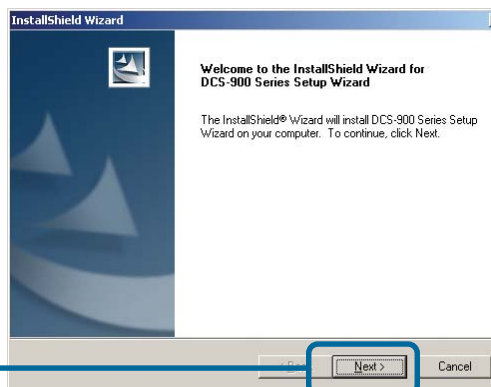 InstallShield Wizard
Welcome to the InstallShield Wizard for
DCS-900 Series Setup Wizard
The InstallShield® Wizard will install DCS-900 Series Setup
Wizard on your computer. To continue, click Next.
Next > Cancel